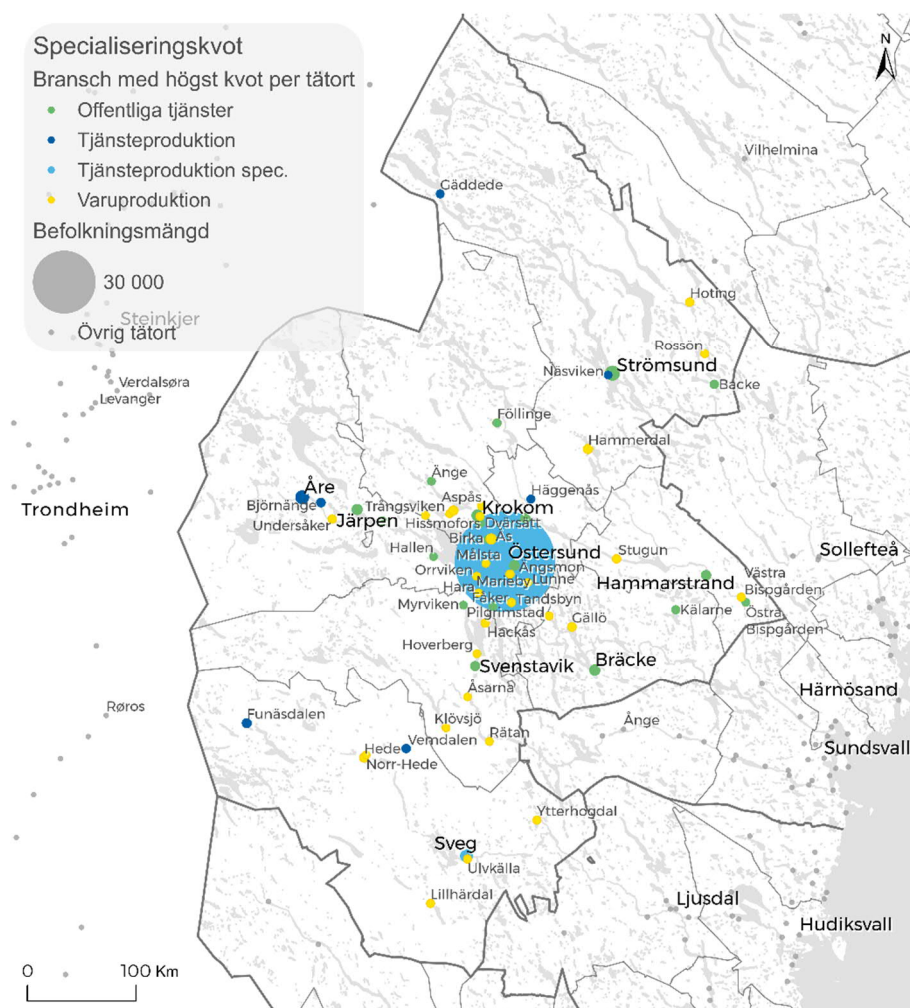 Specialiseringskvot
Bransch med högst kvot per tätort
Offentliga tjänster
Tjänsteproduktion
Tjänsteproduktion spec.
Varuproduktion
Befolkningsmängd
30 000
Steinkjer
Övrig tätort
N
Vilhelmina
Gäddede
Hoting
Rossön
Strömsund
Näsviken
Backe
Verdalsøra
Levanger
Föllinge
Hammerdal
Änge
Åre
Häggenås
Trondheim
Björnänge
Trångsviken
Aspås
Krokom
Undersåker
Järpen
Hissmofors
Dvärsätt
Birka
Ås
Målsta
Östersund
Stugun
Sollefteå
Hallen
Orrviken
Ängsmon
Marieby
Lunne
Hammarstrand
Västra
Bispgården
Hara
Fåker
Tandsbyn
Myrviken
Pilgrimstad
Gällö
Kälarne
Östra
Bispgården
Hackås
Hoverberg
Svenstavik
Bräcke
Härnösand
Åsarna
Røros
Funäsdalen
Klövsjö
Rätan
Ånge
Sundsvall
Hede
Vemdalen
Norr-Hede
Ytterhogdal
Sveg
Ulvkälla
Lillhärdal
Ljusdal
Hudiksvall
0
100 Km